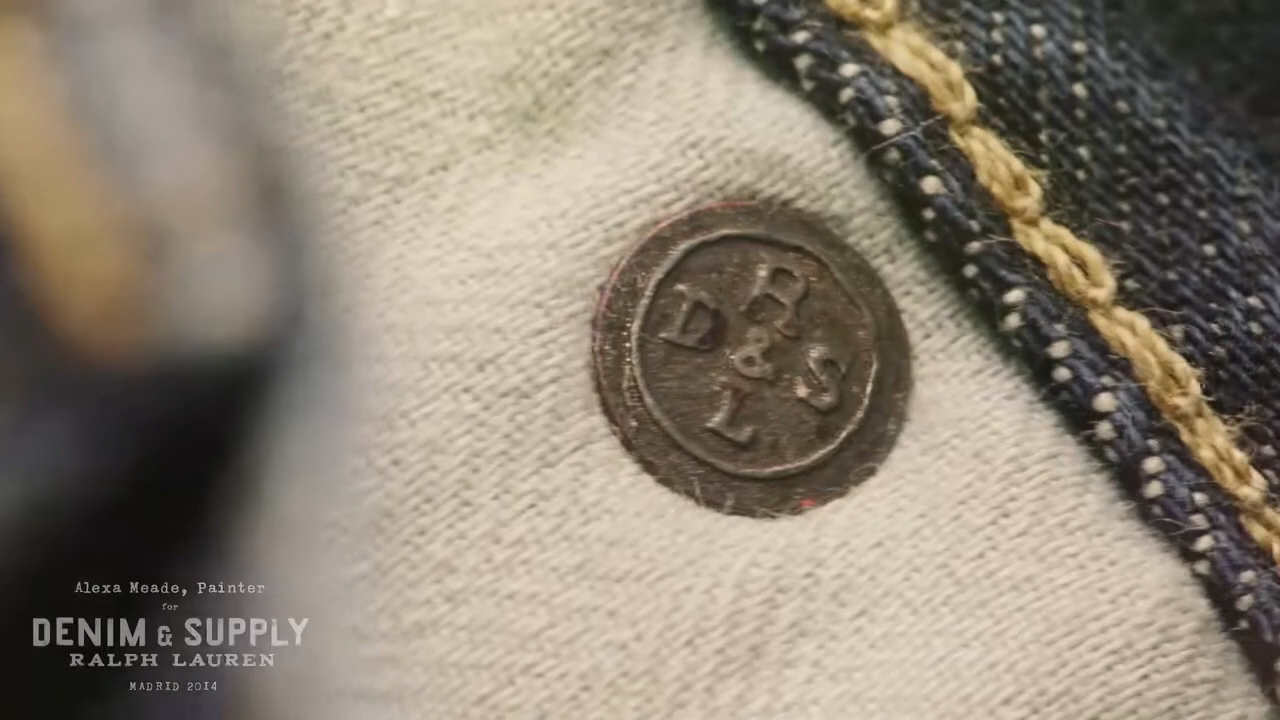 D R
&
L S
Alexa Meade, Painter
for
DENIM & SUPPLY
RALPH LAUREN
MADRID 2014